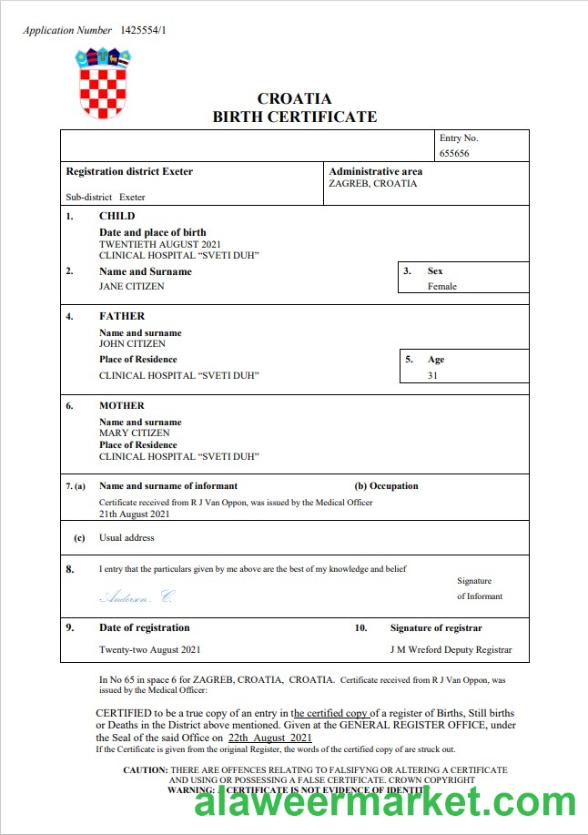 Application Number 1425554/1
CROATIA
BIRTH CERTIFICATE
Entry No.
655656
Registration district Exeter
Sub-district Exeter
Administrative area
ZAGREB, CROATIA
1. CHILD
Date and place of birth
TWENTIETH AUGUST 2021
CLINICAL HOSPITAL “SVETI DUH”
2. Name and Surname
JANE CITIZEN
3. Sex
Female
4. FATHER
Name and surname
JOHN CITIZEN
Place of Residence
CLINICAL HOSPITAL “SVETI DUH”
5. Age
31
6. MOTHER
Name and surname
MARY CITIZEN
Place of Residence
CLINICAL HOSPITAL “SVETI DUH”
7. (a) Name and surname of informant (b) Occupation
Certificate received from R J Van Oppon, was issued by the Medical Officer
21th August 2021
(c) Usual address
8. I entry that the particulars given by me above are the best of my knowledge and belief
Anderson. C.
Signature
of Informant
9. Date of registration 10. Signature of registrar
Twenty-two August 2021 J M Wreford Deputy Registrar
In No 65 in space 6 for ZAGREB, CROATIA, CROATIA. Certificate received from R J Van Oppon, was
issued by the Medical Officer:
CERTIFIED to be a true copy of an entry in the certified copy of a register of Births, Still births
or Deaths in the District above mentioned. Given at the GENERAL REGISTER OFFICE, under
the Seal of the said Office on 22th August 2021
If the Certificate is given from the original Register, the words of the certified copy are struck out.
CAUTION: THERE ARE OFFENCES RELATING TO FALSIFYNG OR ALTERING A CERTIFICATE
AND USING OR POSSESSING A FALSE CERTIFICATE. CROWN COPYRIGHT
WARNING: A CERTIFICATE IS NOT EVIDENCE OF IDENTITY
alaweermarket.com